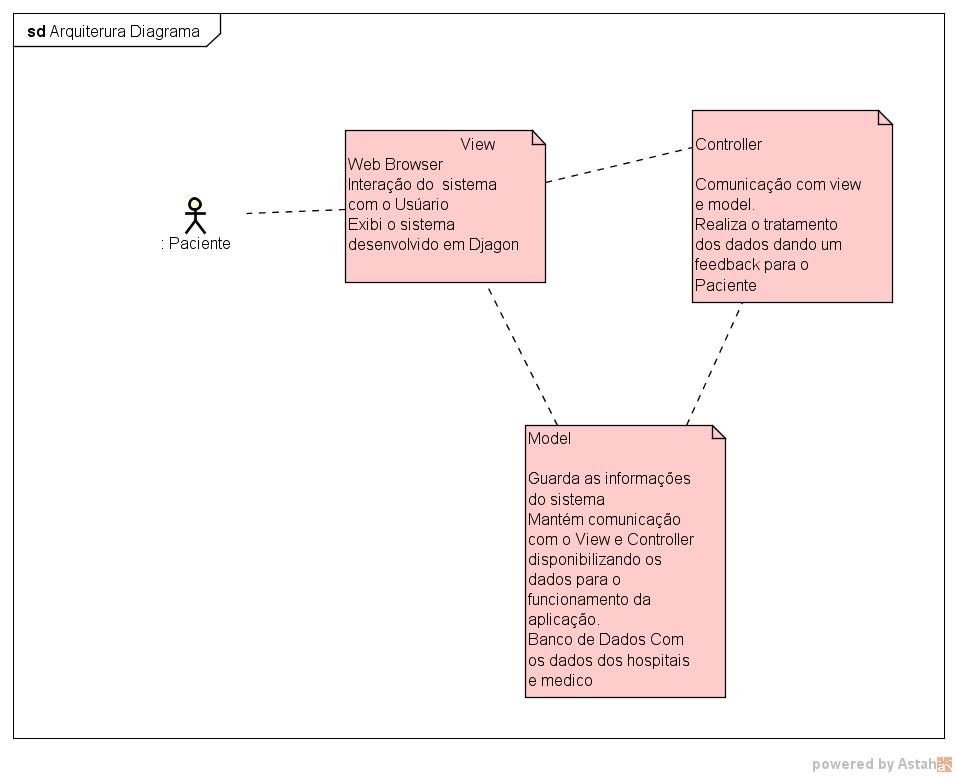 sd Arquiterura Diagrama
: Paciente
View
Web Browser
Interação do sistema
com o Usúario
Exibi o sistema
desenvolvido em Djagon
Controller
Comunicação com view
e model.
Realiza o tratamento
dos dados dando um
feedback para o
Paciente
Model
Guarda as informações
do sistema
Mantém comunicação
com o View e Controller
disponibilizando os
dados para o
funcionamento da
aplicação.
Banco de Dados Com
os dados dos hospitais
e medico
powered by Astah